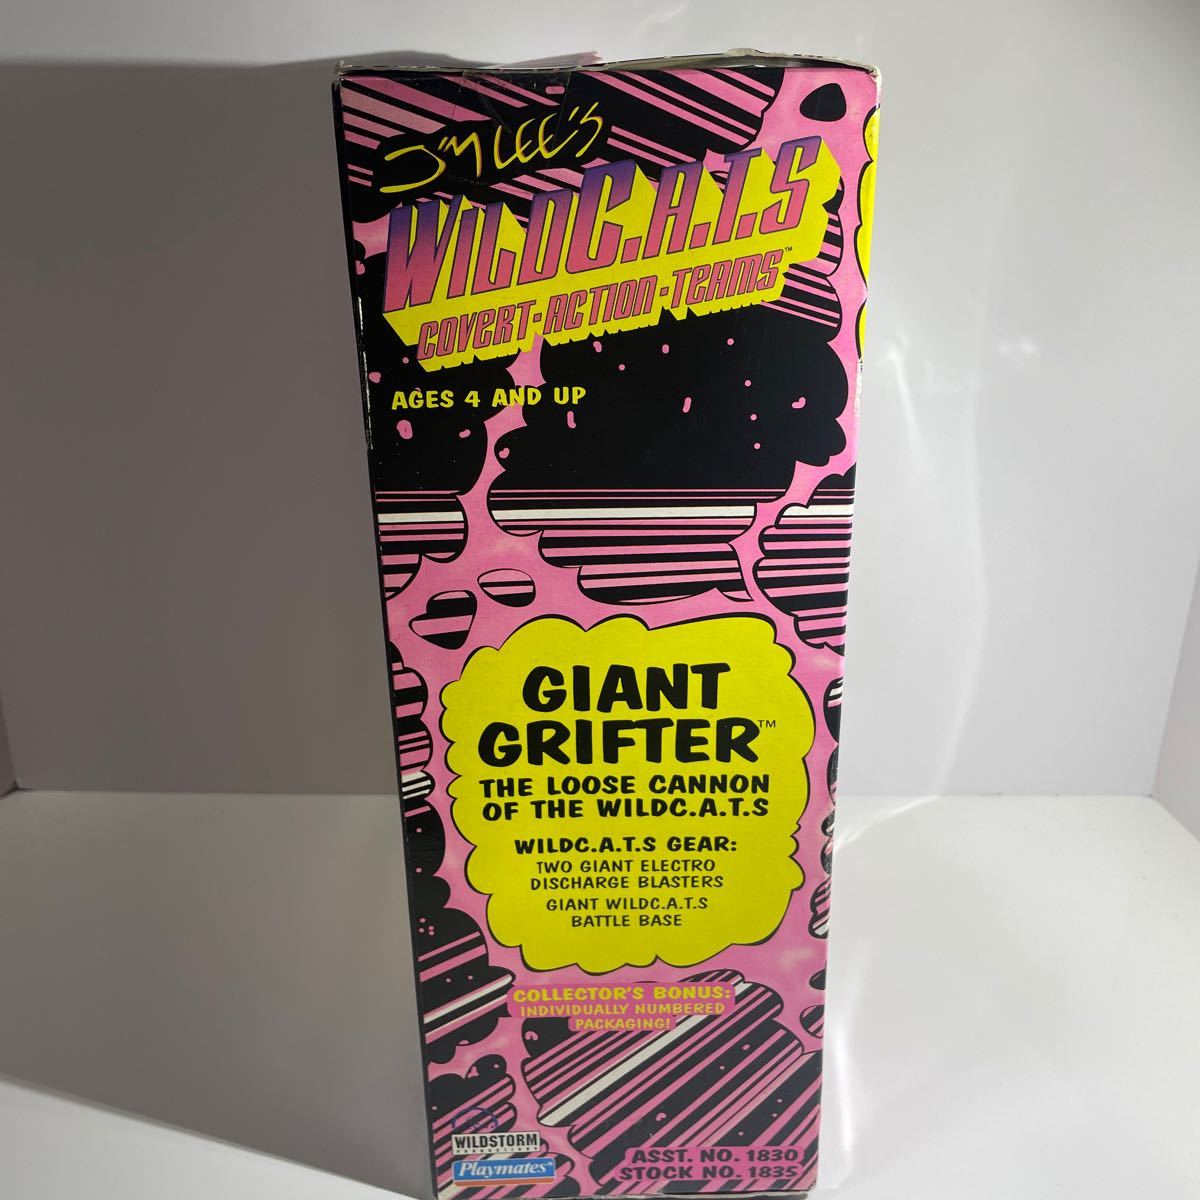 JIM LEE'S
WILDC.A.T.S
COVERT-ACTION-TEAMS™
AGES 4 AND UP
GIANT
GRIFTER™
THE LOOSE CANNON
OF THE WILDC.A.T.S
WILDC.A.T.S GEAR:
TWO GIANT ELECTRO
DISCHARGE BLASTERS
GIANT WILDC.A.T.S
BATTLE BASE
COLLECTOR'S BONUS:
INDIVIDUALLY NUMBERED
PACKAGING!
WILDSTORM
PRODUCTIONS
Playmates®
ASST. NO. 1830
STOCK NO. 1835